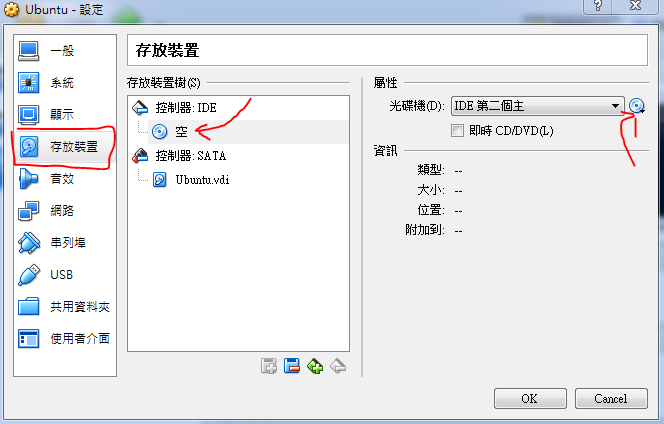 Ubuntu - 設定
?
一般
系統
顯示
存放裝置
音效
網路
串列埠
USB
共用資料夾
使用者介面
存放裝置
存放裝置樹(S)
控制器: IDE
空
控制器: SATA
Ubuntu.vdi
屬性
光碟機(D): IDE 第二個主
即時 CD/DVD(L)
資訊
類型: --
大小: --
位置: --
附加到: --
OK Cancel